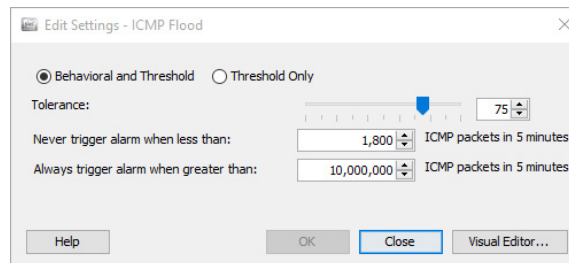 Edit Settings - ICMP Flood
Behavioral and Threshold Threshold Only
Tolerance: 75
Never trigger alarm when less than: 1,800 ICMP packets in 5 minutes
Always trigger alarm when greater than: 10,000,000 ICMP packets in 5 minutes
Help OK Close Visual Editor...